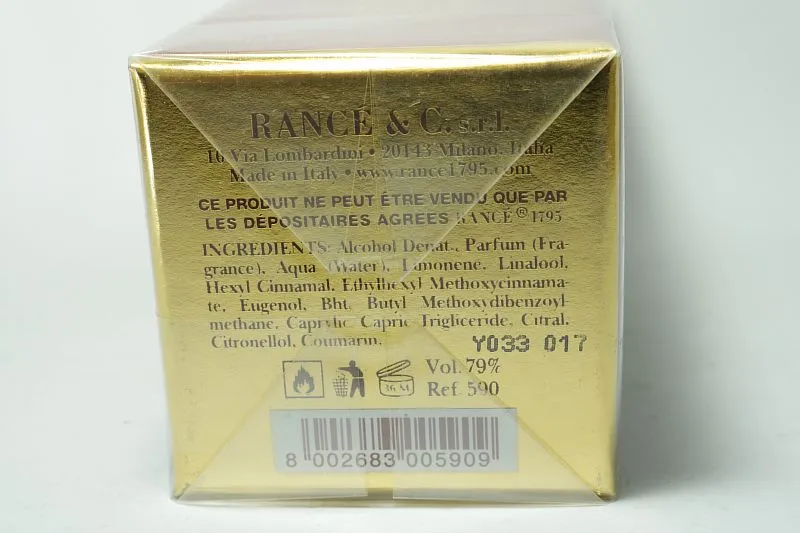 RANCÉ & C. s.r.l.
16 Via Lombardini • 20143 Milano, Italia
Made in Italy • www.rance1795.com
CE PRODUIT NE PEUT ÊTRE VENDU QUE PAR
LES DÉPOSITAIRES AGREES RANCÉ® 1795
INGREDIENTS: Alcohol Denat., Parfum (Fra-
grance), Aqua (Water), Limonene, Linalool,
Hexyl Cinnamal, Ethylhexyl Methoxycinnama-
te, Eugenol, Bht, Butyl Methoxydibenzoyl-
methane, Caprylic Capric Trigliceride, Citral,
Citronellol, Coumarin.
Y033 017
36 M
Vol. 79%
Ref. 590
8 002683 005909